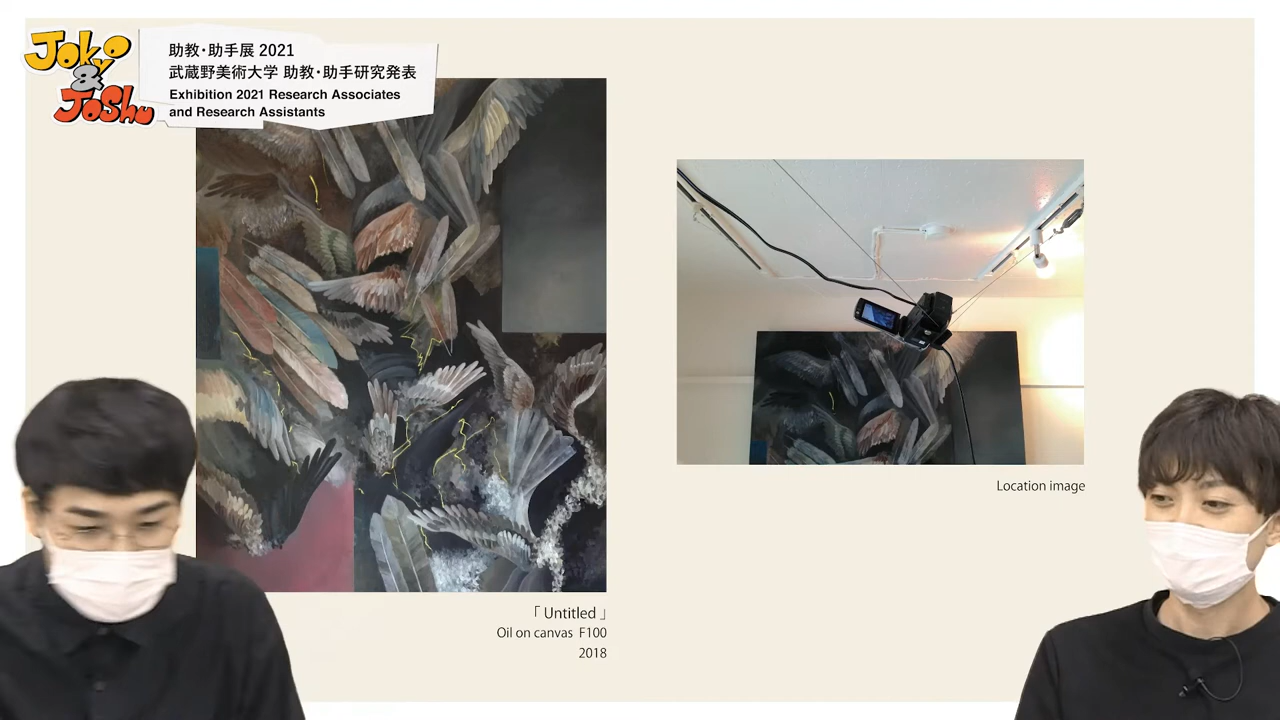 JoKyo
&
JoShu
助教・助手展 2021
武蔵野美術大学 助教・助手研究発表
Exhibition 2021 Research Associates
and Research Assistants
Location image
「 Untitled 」
Oil on canvas F100
2018